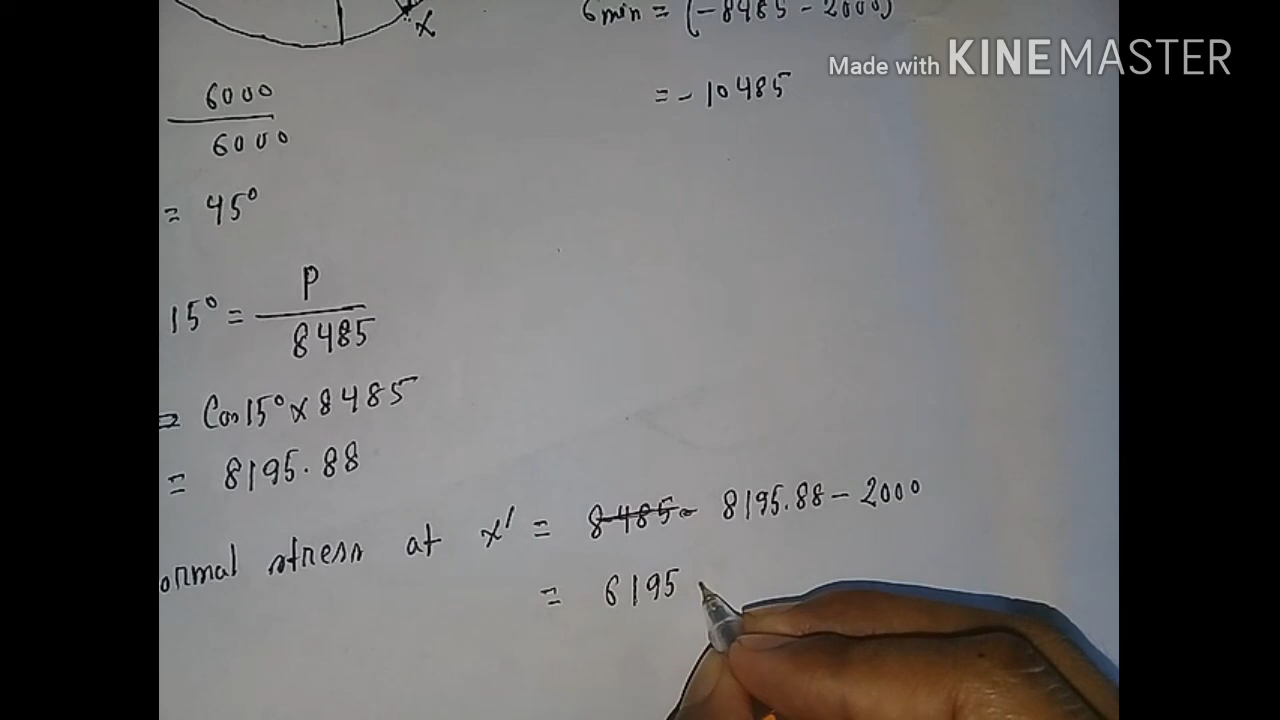 x
6min = (-8485 - 2000)
Made with KINEMASTER
= -10485
6000
6000
= 45°
15° = P
8485
= Cos15° x 8485
= 8195.88
ormal stress at x' = 8485- 8195.88 - 2000
= 6195